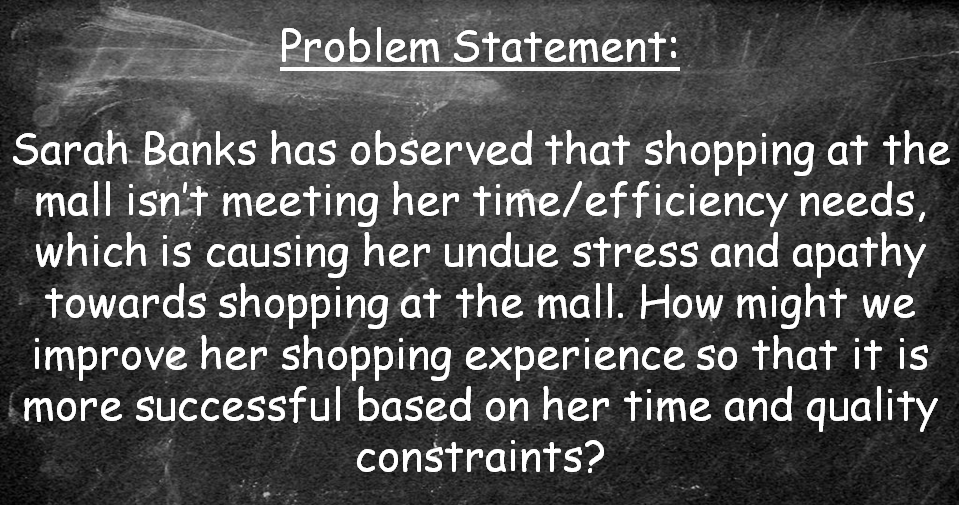 Problem Statement:
Sarah Banks has observed that shopping at the
mall isn't meeting her time/efficiency needs,
which is causing her undue stress and apathy
towards shopping at the mall. How might we
improve her shopping experience so that it is
more successful based on her time and quality
constraints?